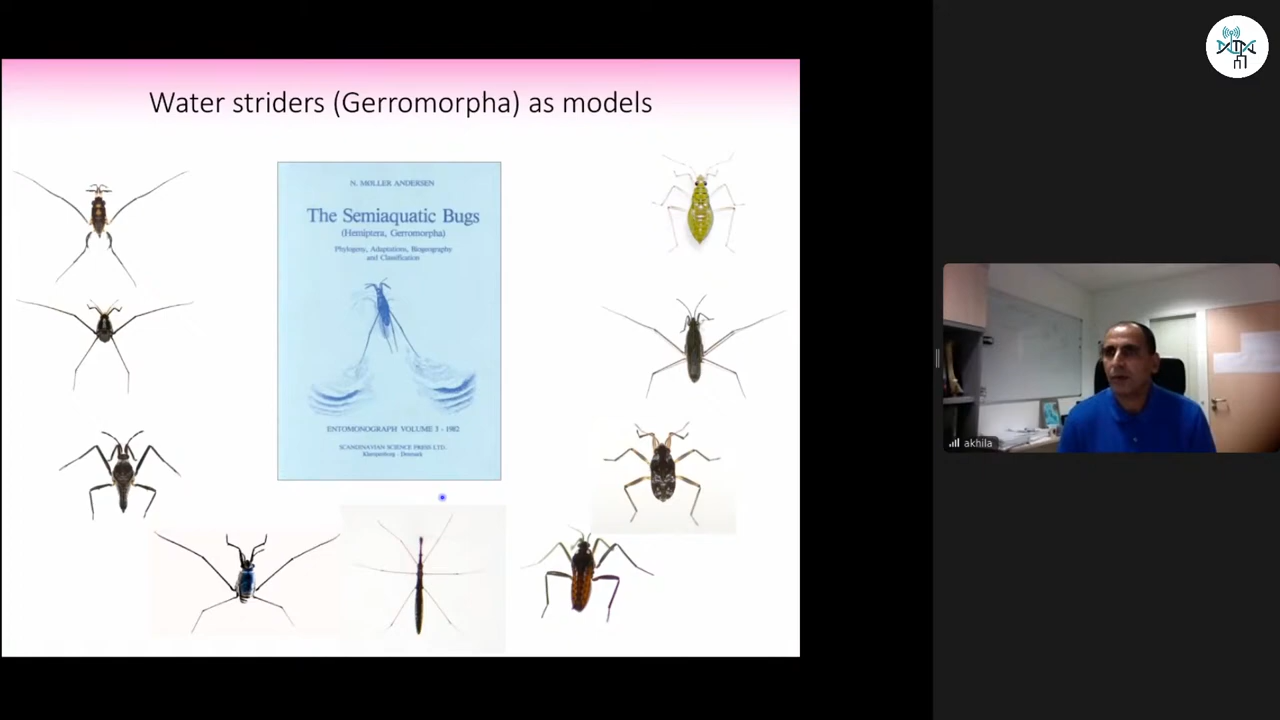 Water striders (Gerromorpha) as models
N. MØLLER ANDERSEN
The Semiaquatic Bugs
(Hemiptera, Gerromorpha)
Phylogeny, Adaptations, Biogeography
and Classification
ENTOMONOGRAPH VOLUME 3 - 1982
SCANDINAVIAN SCIENCE PRESS LTD.
Klampenborg - Denmark
akhila